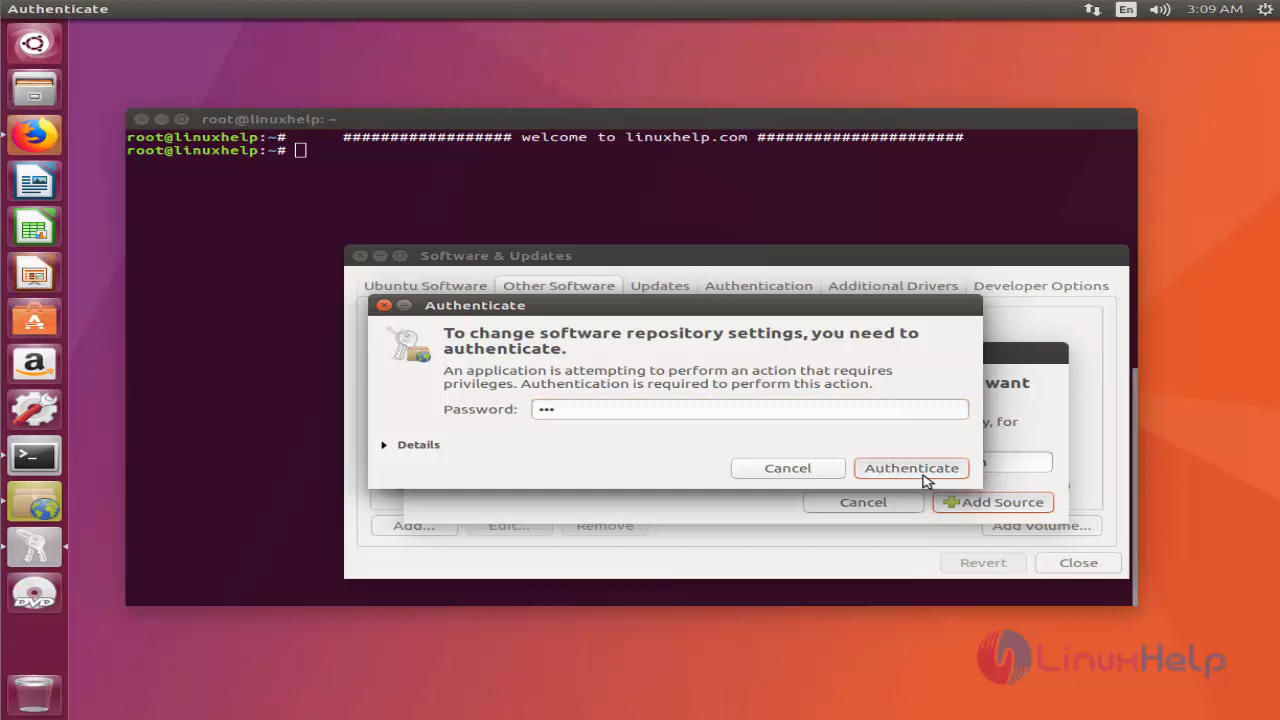 Authenticate
En
3:09 AM
root@linuxhelp: ~
root@linuxhelp:~# ################## welcome to linuxhelp.com ######################
root@linuxhelp:~#
Software & Updates
Ubuntu Software Other Software Updates Authentication Additional Drivers Developer Options
Authenticate
To change software repository settings, you need to
authenticate.
An application is attempting to perform an action that requires
privileges. Authentication is required to perform this action.
Password: •••
Details
Cancel Authenticate
want
y, for
n
Cancel Add Source
Add... Edit... Remove Add Volume...
Revert Close
LinuxHelp
DVD